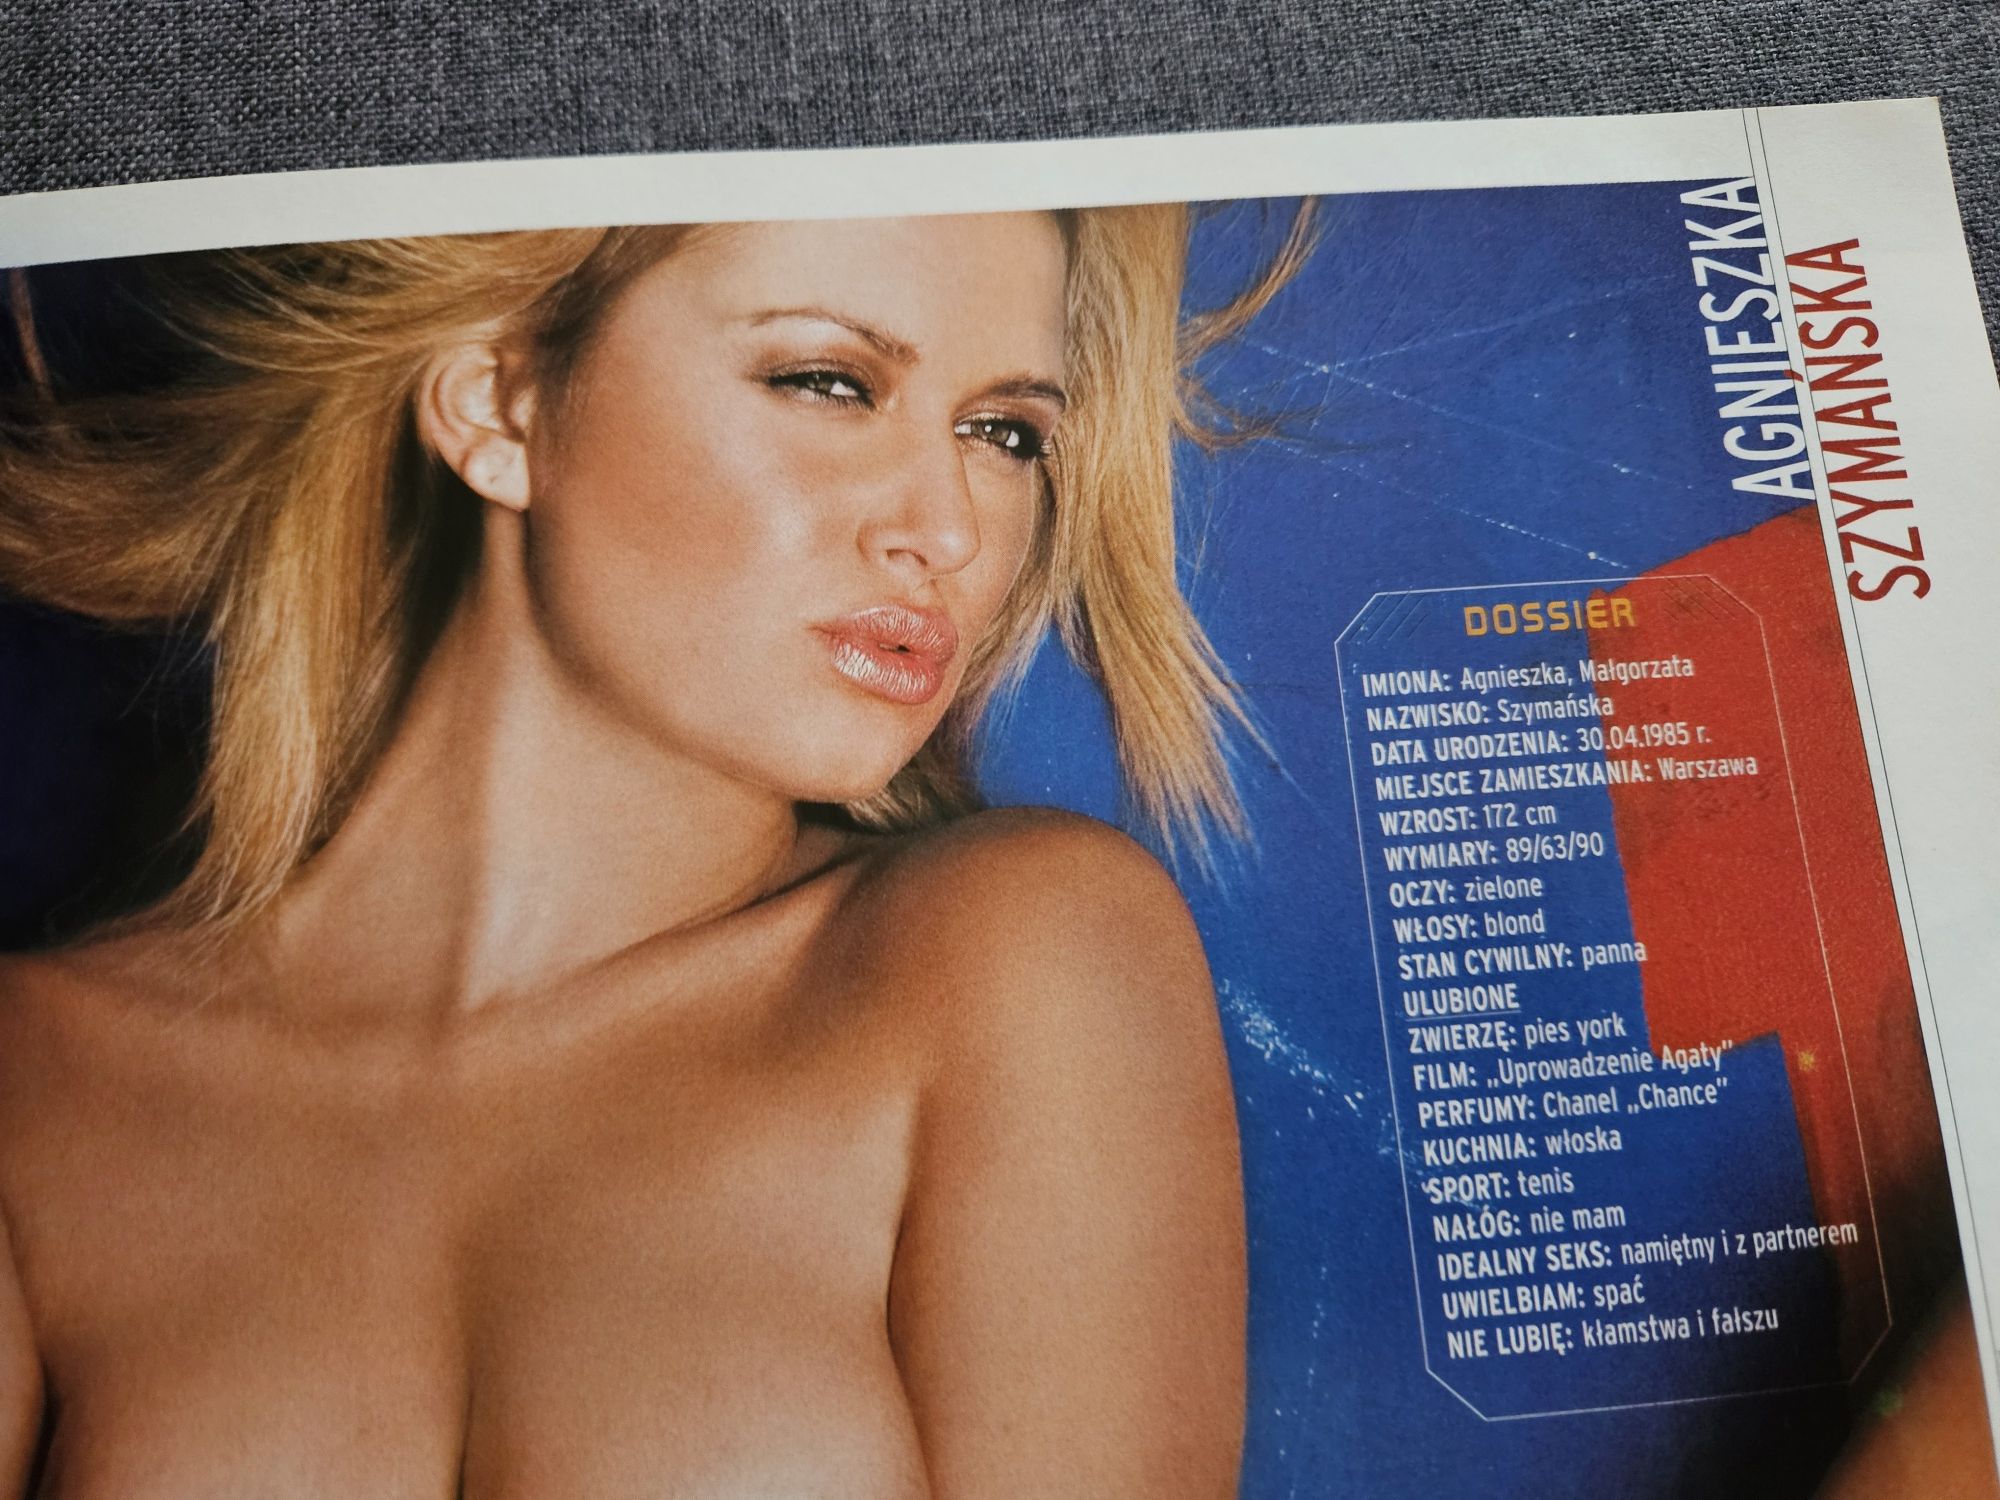 AGNIESZKA
SZYMAŃSKA
DOSSIER
IMIONA: Agnieszka, Małgorzata
NAZWISKO: Szymańska
DATA URODZENIA: 30.04.1985 r.
MIEJSCE ZAMIESZKANIA: Warszawa
WZROST: 172 cm
WYMIARY: 89/63/90
OCZY: zielone
WŁOSY: blond
STAN CYWILNY: panna
ULUBIONE
ZWIERZĘ: pies york
FILM: „Uprowadzenie Agaty"
PERFUMY: Chanel „Chance"
KUCHNIA: włoska
SPORT: tenis
NAŁÓG: nie mam
IDEALNY SEKS: namiętny i z partnerem
UWIELBIAM: spać
NIE LUBIĘ: kłamstwa i fałszu